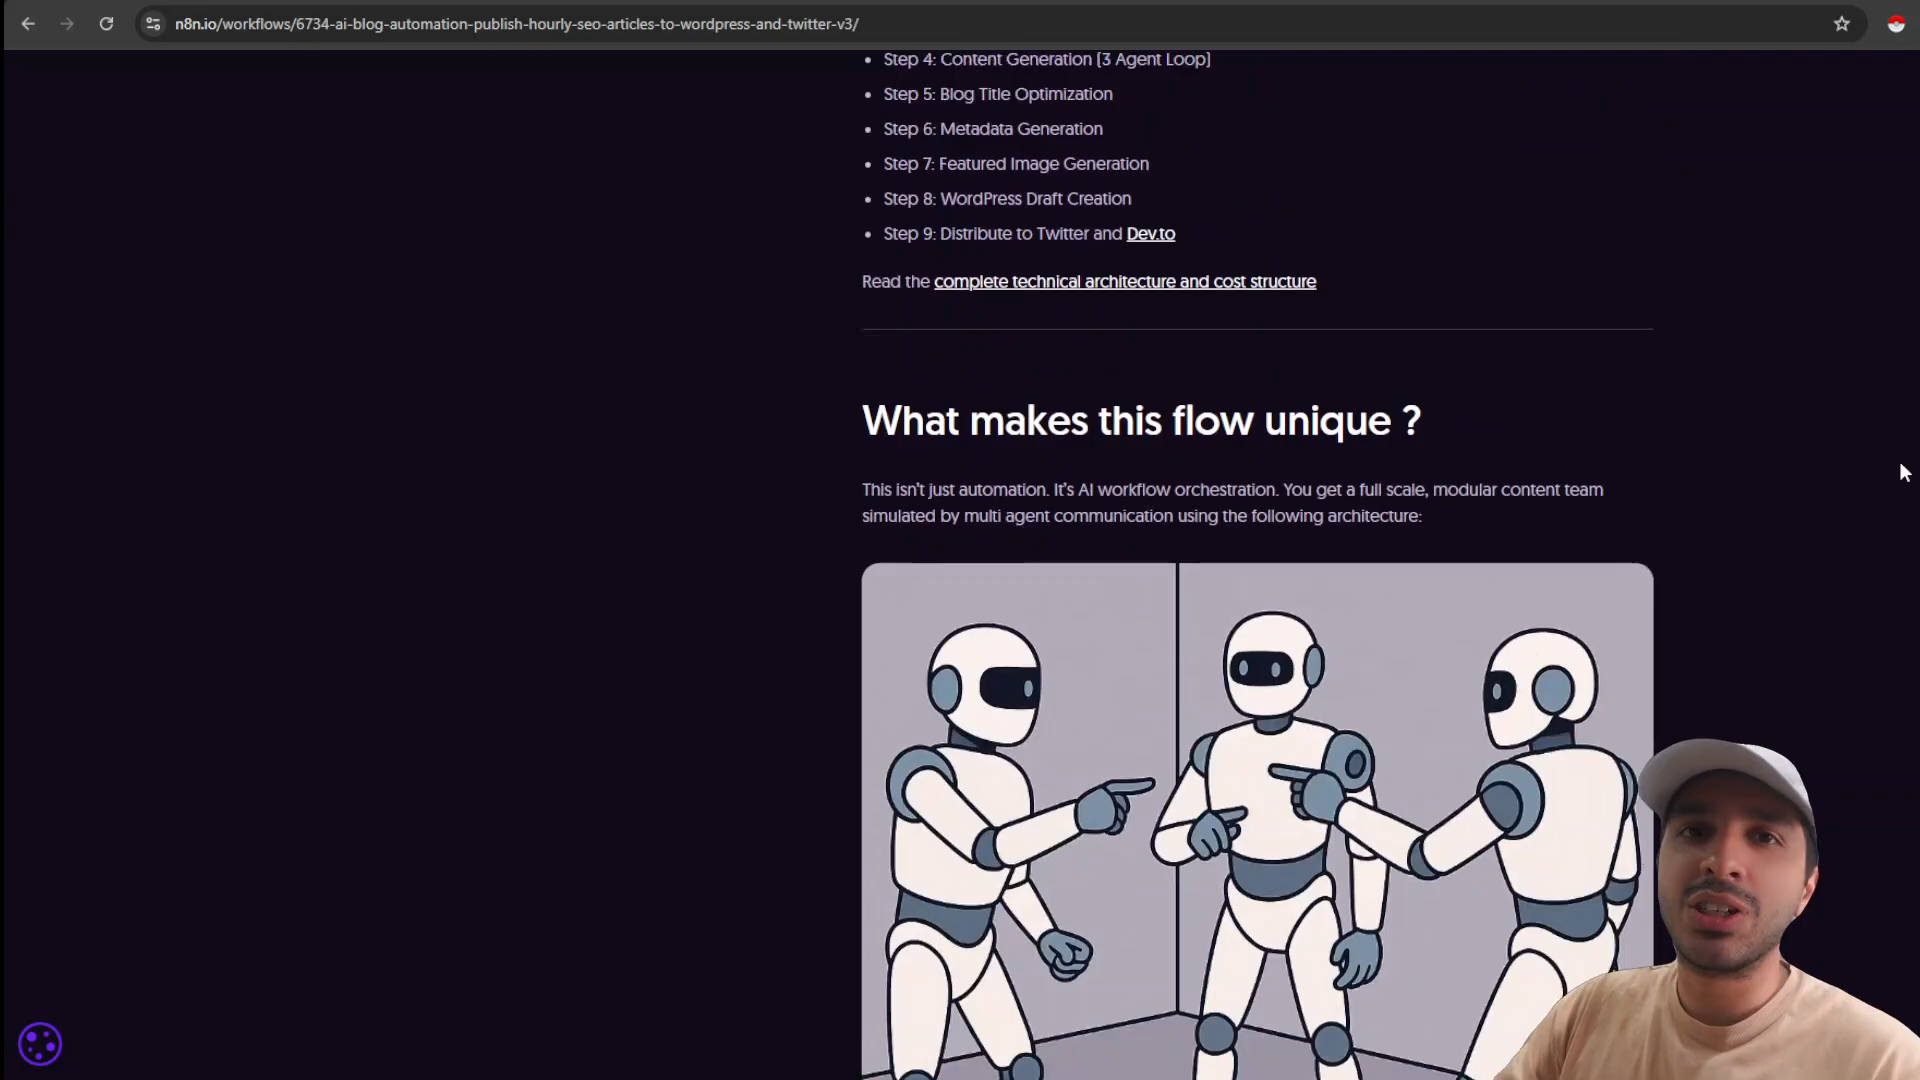 n8n.io/workflows/6734-ai-blog-automation-publish-hourly-seo-articles-to-wordpress-and-twitter-v3/
• Step 4: Content Generation (3 Agent Loop)
• Step 5: Blog Title Optimization
• Step 6: Metadata Generation
• Step 7: Featured Image Generation
• Step 8: WordPress Draft Creation
• Step 9: Distribute to Twitter and Dev.to
Read the complete technical architecture and cost structure
What makes this flow unique ?
This isn't just automation. It's AI workflow orchestration. You get a full scale, modular content team
simulated by multi agent communication using the following architecture: